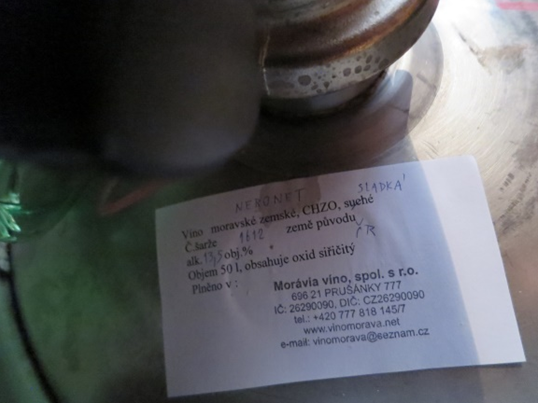 NERONET SLADKÁ
Víno moravské zemské, CHZO, suché
Č.šarže 1612 země původu ČR
alk. 13,5 obj.%
Objem 50 l, obsahuje oxid siřičitý
Plněno v :
Morávia víno, spol. s r.o.
696 21 PRUŠÁNKY 777
IČ: 26290090, DIČ: CZ26290090
tel.: +420 777 818 145/7
www.vinomorava.net
e-mail: vinomorava@seznam.cz